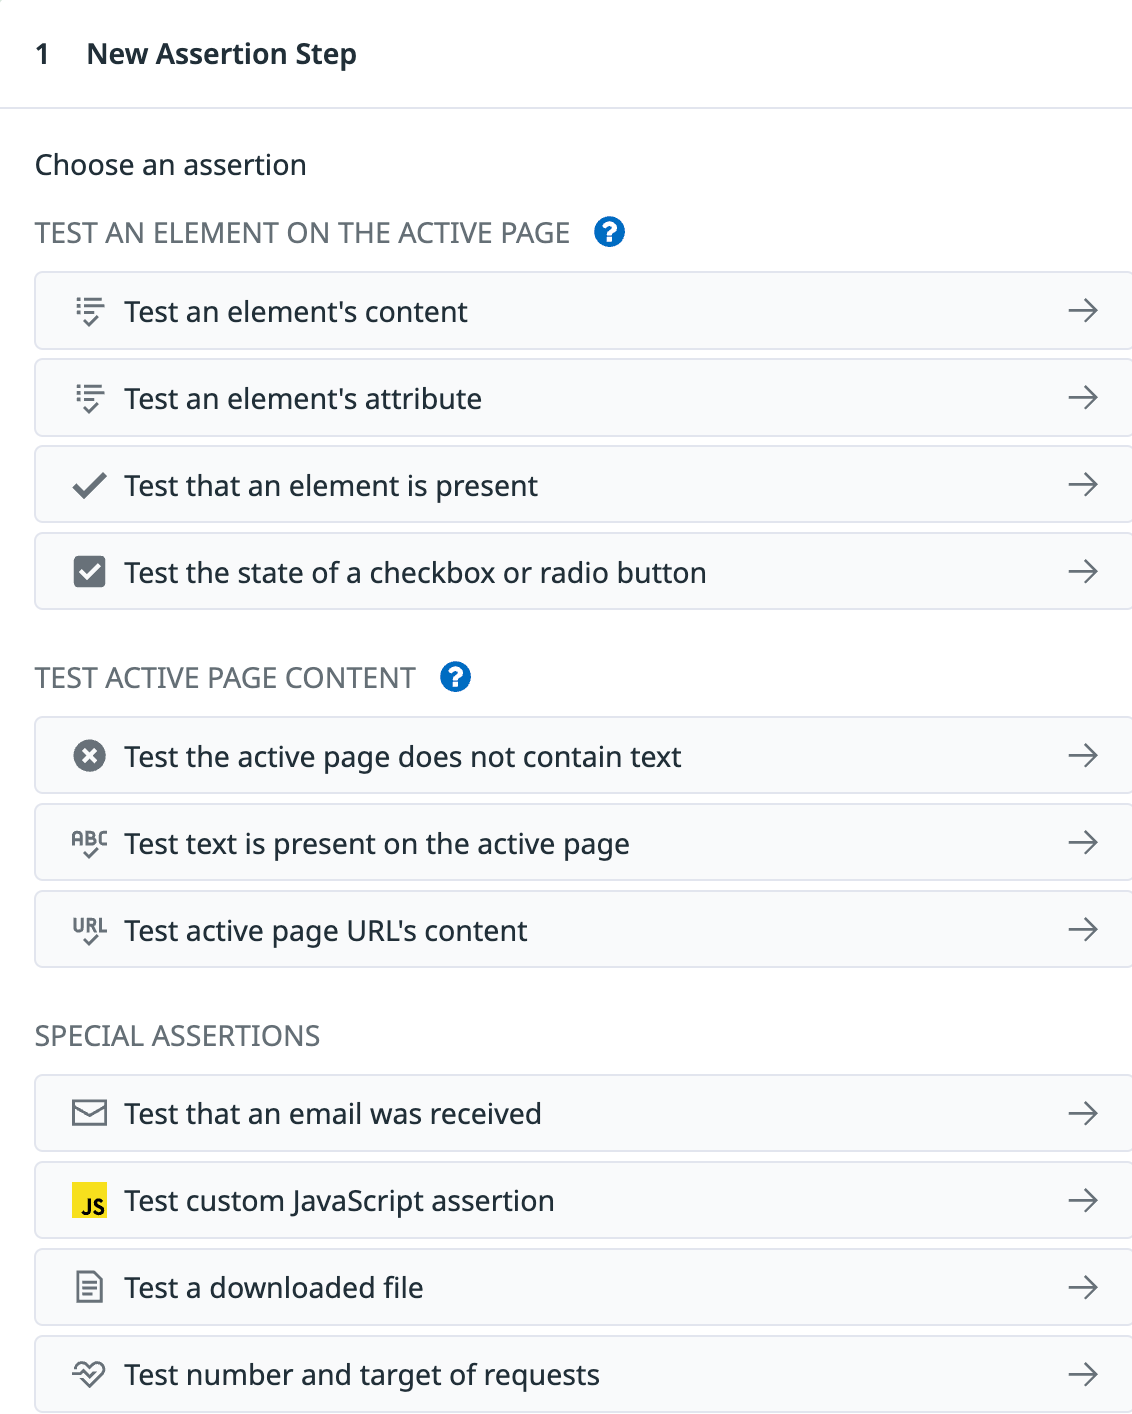 1 New Assertion Step
Choose an assertion
TEST AN ELEMENT ON THE ACTIVE PAGE ?
Test an element's content
Test an element's attribute
Test that an element is present
Test the state of a checkbox or radio button
TEST ACTIVE PAGE CONTENT ?
Test the active page does not contain text
ABC Test text is present on the active page
URL Test active page URL's content
SPECIAL ASSERTIONS
Test that an email was received
JS Test custom JavaScript assertion
Test a downloaded file
Test number and target of requests